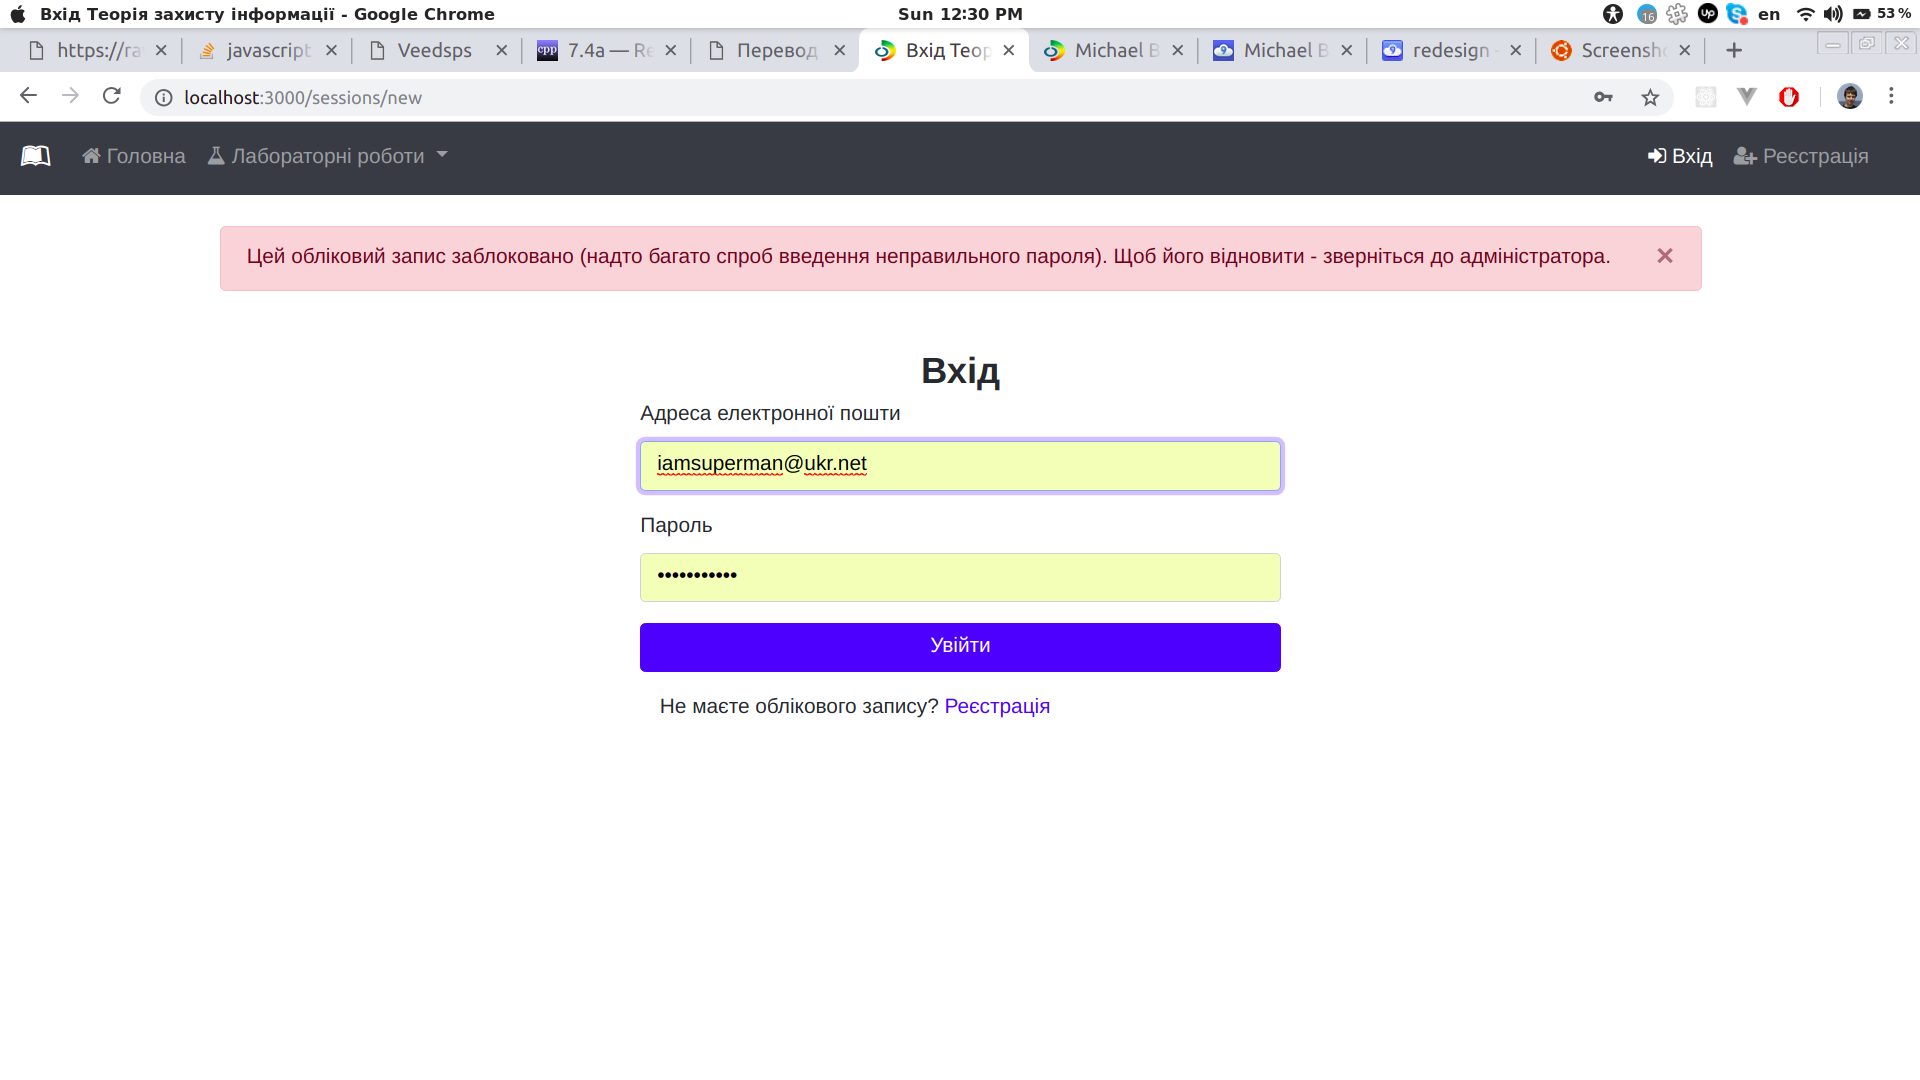 Вхід Теорія захисту інформації - Google Chrome
Sun 12:30 PM
16
up
en
53 %
https://ra
javascript
Veedsps
cpp
7.4a — Re
Перевод
Вхід Теор
Michael B
Michael B
redesign -
Screensho
localhost:3000/sessions/new
Головна
Лабораторні роботи
Вхід
Реєстрація
Цей обліковий запис заблоковано (надто багато спроб введення неправильного пароля). Щоб його відновити - зверніться до адміністратора.
Вхід
Адреса електронної пошти
iamsuperman@ukr.net
Пароль
•••••••••••
Увійти
Не маєте облікового запису? Реєстрація